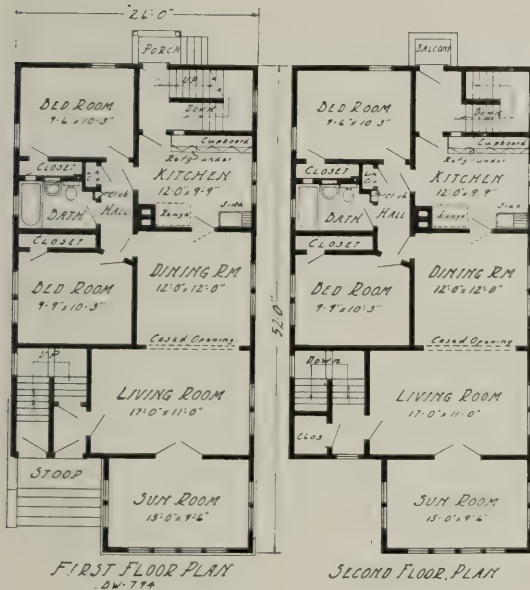 26'-0"
PORCH
UP
DOWN
BED ROOM
9'-6" x 10'-3"
Cupboard
Refg under
KITCHEN
12'-0" x 9'-9"
CLOSET
Lin
Clo
BATH
HALL
Range
Sink
CLOSET
DINING RM
12'-0" x 12'-0"
BED ROOM
9'-9" x 10'-3"
Cased Opening
52'-0"
UP
LIVING ROOM
17'-0" x 11'-0"
STOOP
SUN ROOM
15'-0" x 9'-6"
FIRST FLOOR PLAN
DW-794
BALCONY
DOWN
BED ROOM
9'-6" x 10'-3"
Cupboard
Refg under
KITCHEN
12'-0" x 9'-9"
CLOSET
Lin
Clo
BATH
HALL
Range
Sink
CLOSET
DINING RM
12'-0" x 12'-0"
BED ROOM
9'-9" x 10'-3"
Cased Opening
DOWN
LIVING ROOM
17'-0" x 11'-0"
CLOS
SUN ROOM
15'-0" x 9'-6"
SECOND FLOOR PLAN